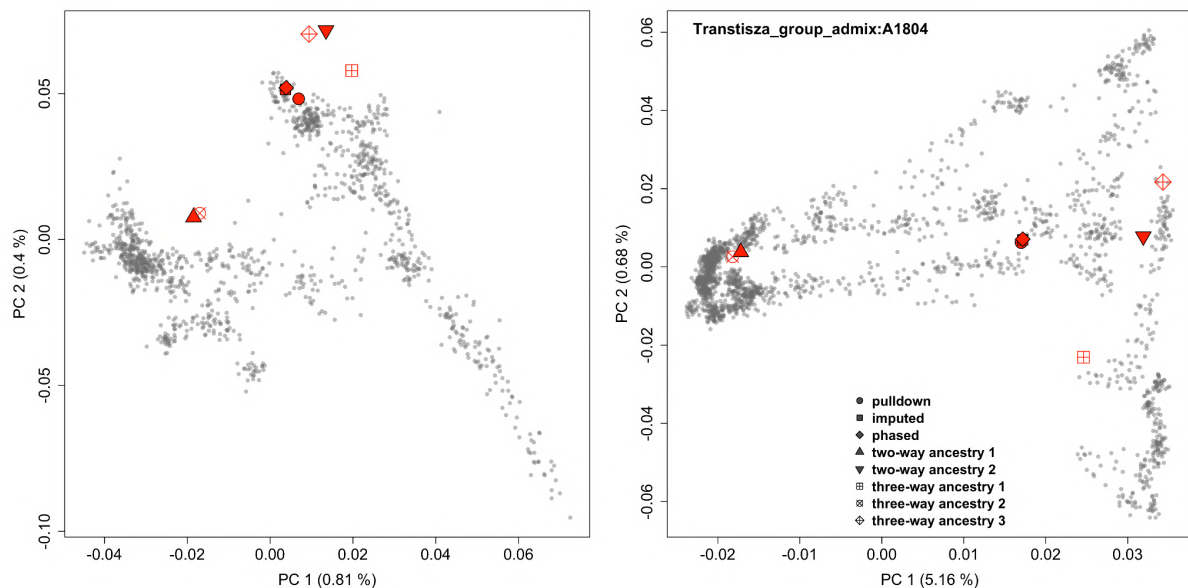 0.05
0.00
-0.05
-0.10
PC 2 (0.4 %)
-0.04
-0.02
0.00
0.02
0.04
0.06
PC 1 (0.81 %)
Transtisza_group_admix:A1804
0.06
0.04
0.02
0.00
-0.02
-0.04
-0.06
PC 2 (0.68 %)
pulldown
imputed
phased
two-way ancestry 1
two-way ancestry 2
three-way ancestry 1
three-way ancestry 2
three-way ancestry 3
-0.02
-0.01
0.00
0.01
0.02
0.03
PC 1 (5.16 %)